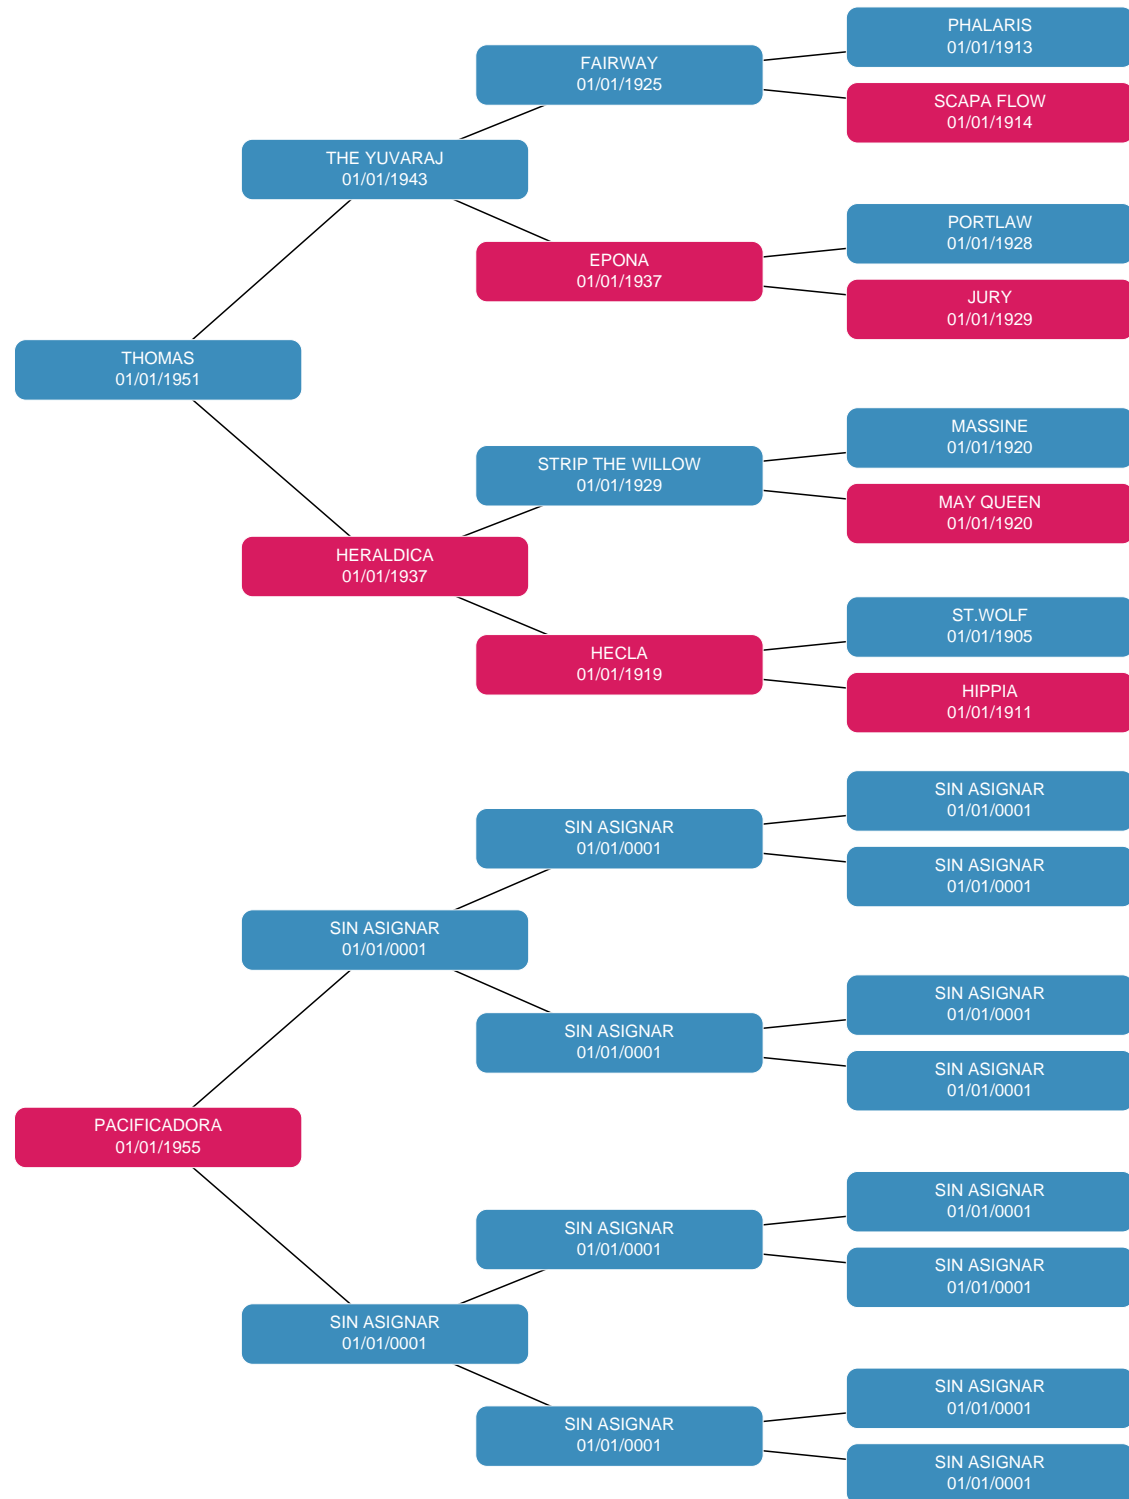 PHALARIS
01/01/1913
FAIRWAY
01/01/1925
SCAPA FLOW
01/01/1914
THE YUVARAJ
01/01/1943
PORTLAW
01/01/1928
EPONA
01/01/1937
JURY
01/01/1929
THOMAS
01/01/1951
MASSINE
01/01/1920
STRIP THE WILLOW
01/01/1929
MAY QUEEN
01/01/1920
HERALDICA
01/01/1937
ST.WOLF
01/01/1905
HECLA
01/01/1919
HIPPIA
01/01/1911
SIN ASIGNAR
01/01/0001
SIN ASIGNAR
01/01/0001
SIN ASIGNAR
01/01/0001
SIN ASIGNAR
01/01/0001
SIN ASIGNAR
01/01/0001
SIN ASIGNAR
01/01/0001
SIN ASIGNAR
01/01/0001
PACIFICADORA
01/01/1955
SIN ASIGNAR
01/01/0001
SIN ASIGNAR
01/01/0001
SIN ASIGNAR
01/01/0001
SIN ASIGNAR
01/01/0001
SIN ASIGNAR
01/01/0001
SIN ASIGNAR
01/01/0001
SIN ASIGNAR
01/01/0001